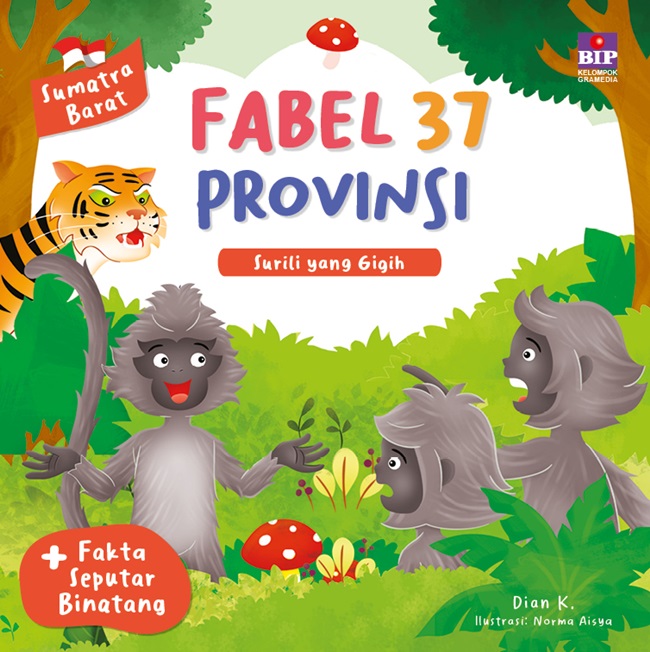 Sumatra
Barat
BIP
KELOMPOK
GRAMEDIA
FABEL 37
PROVINSI
Surili yang Gigih
+ Fakta
Seputar
Binatang
Dian K.
Ilustrasi: Norma Aisya